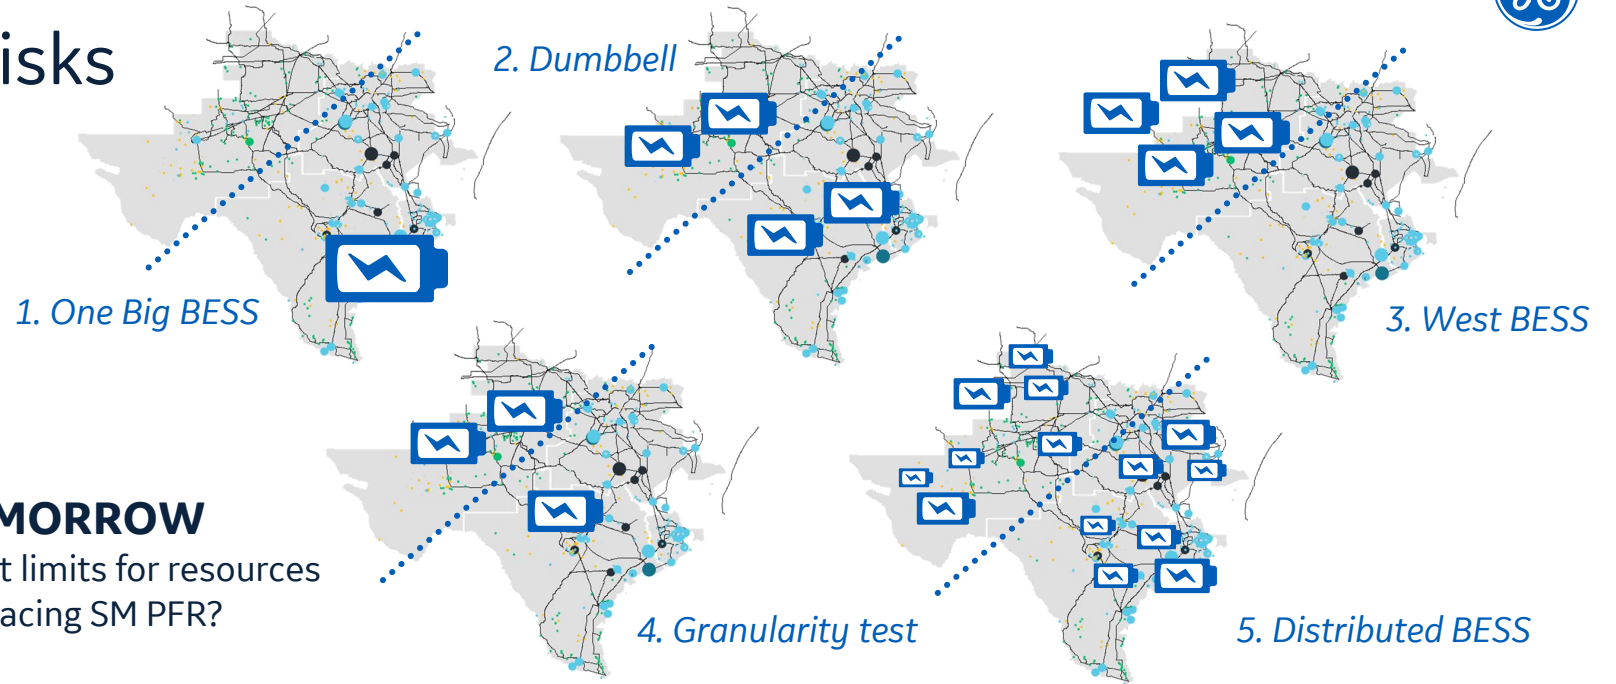 isks
2. Dumbbell
1. One Big BESS
3. West BESS
MORROW
t limits for resources
acing SM PFR?
4. Granularity test
5. Distributed BESS